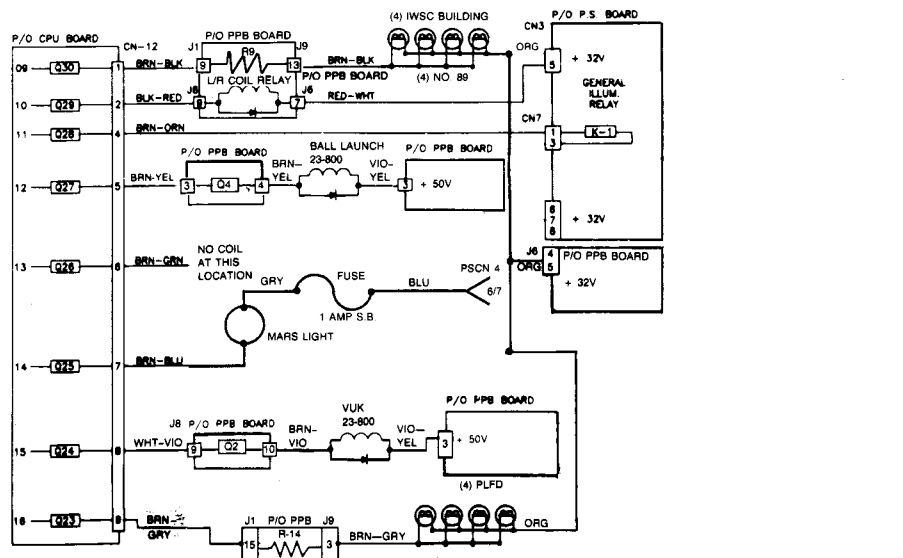 (4) IWSC BUILDING
P/O P.S. BOARD
CN3
P/O CPU BOARD
CN-12
J1
P/O PPB BOARD
J9
R9
ORG
09
Q30
1
BRN-BLK
9
13
BRN-BLK
5
+ 32V
P/O PPB BOARD
(4) NO. 89
L/R COIL RELAY
GENERAL
ILLUM.
RELAY
J6
J6
10
Q29
2
BLK-RED
7
RED-WHT
CN7
11
Q28
4
BRN-ORN
1
K-1
3
P/O PPB BOARD
BALL LAUNCH
23-800
P/O PPB BOARD
BRN-
YEL
VIO-
YEL
12
Q27
5
BRN-YEL
3
Q4
4
3
+ 50V
6
7
8
+ 32V
NO COIL
AT THIS
LOCATION
J6
4
P/O PPB BOARD
13
Q26
6
BRN-GRN
ORG
5
+ 32V
GRY
FUSE
BLU
PSCN 4
6/7
1 AMP S.B.
MARS LIGHT
14
Q25
7
BRN-BLU
P/O PPB BOARD
VUK
23-800
J8
P/O PPB BOARD
BRN-
VIO
VIO-
YEL
15
Q24
8
WHT-VIO
9
Q2
10
3
+ 50V
(4) PLFD
16
Q23
9
BRN-
GRY
J1
P/O PPB
J9
ORG
R-14
15
3
BRN-GRY